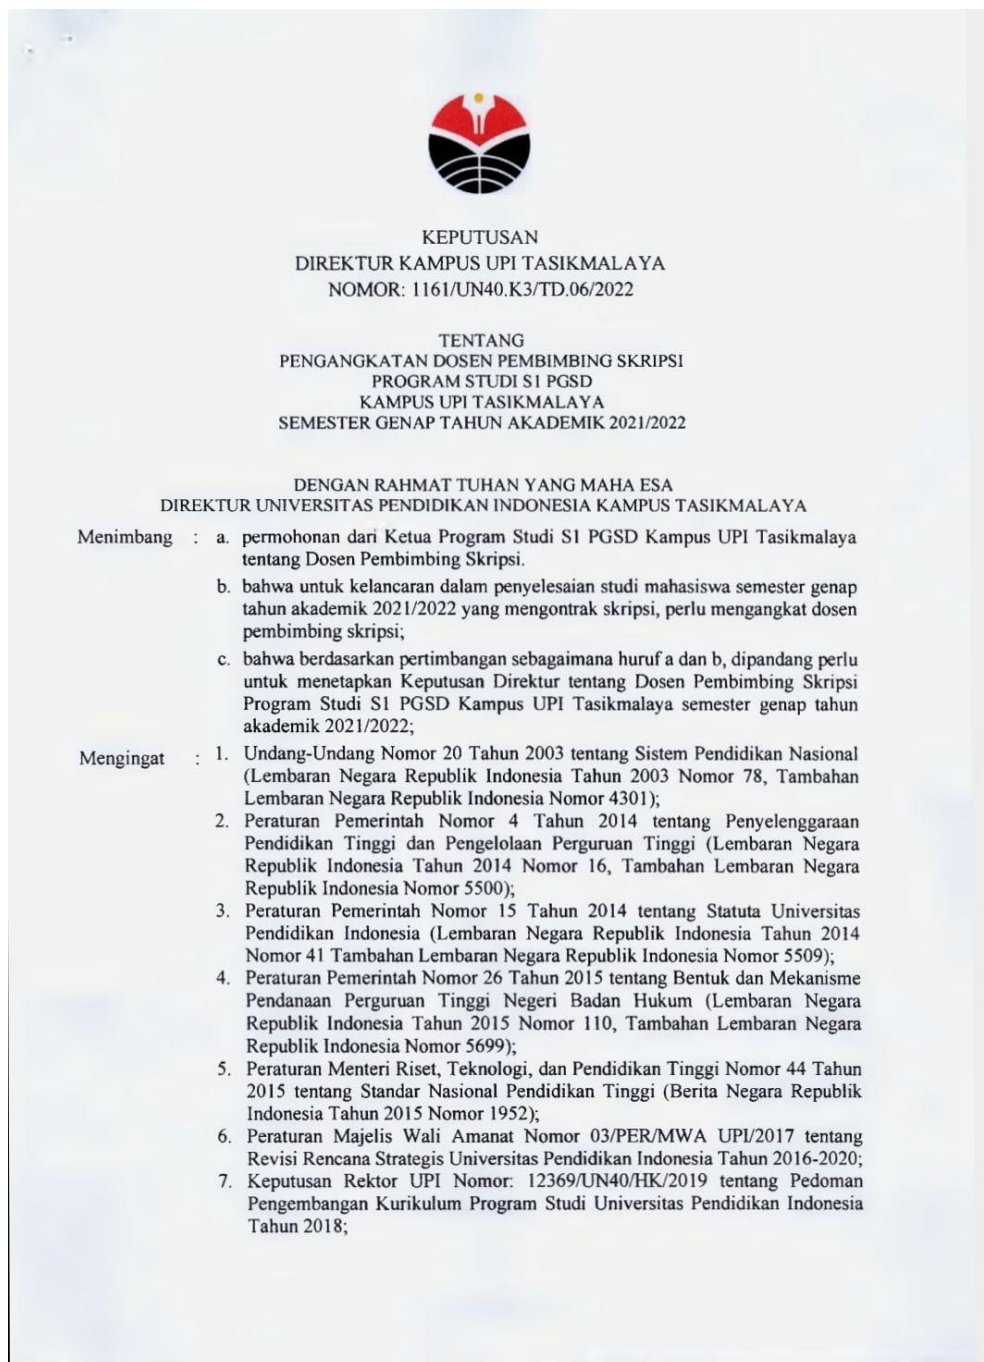 KEPUTUSAN
DIREKTUR KAMPUS UPI TASIKMALAYA
NOMOR: 1161/UN40.K3/TD.06/2022
TENTANG
PENGANGKATAN DOSEN PEMBIMBING SKRIPSI
PROGRAM STUDI S1 PGSD
KAMPUS UPI TASIKMALAYA
SEMESTER GENAP TAHUN AKADEMIK 2021/2022
DENGAN RAHMAT TUHAN YANG MAHA ESA
DIREKTUR UNIVERSITAS PENDIDIKAN INDONESIA KAMPUS TASIKMALAYA
Menimbang : a. permohonan dari Ketua Program Studi S1 PGSD Kampus UPI Tasikmalaya
tentang Dosen Pembimbing Skripsi.
b. bahwa untuk kelancaran dalam penyelesaian studi mahasiswa semester genap
tahun akademik 2021/2022 yang mengontrak skripsi, perlu mengangkat dosen
pembimbing skripsi;
c. bahwa berdasarkan pertimbangan sebagaimana huruf a dan b, dipandang perlu
untuk menetapkan Keputusan Direktur tentang Dosen Pembimbing Skripsi
Program Studi S1 PGSD Kampus UPI Tasikmalaya semester genap tahun
akademik 2021/2022;
Mengingat : 1. Undang-Undang Nomor 20 Tahun 2003 tentang Sistem Pendidikan Nasional
(Lembaran Negara Republik Indonesia Tahun 2003 Nomor 78, Tambahan
Lembaran Negara Republik Indonesia Nomor 4301);
2. Peraturan Pemerintah Nomor 4 Tahun 2014 tentang Penyelenggaraan
Pendidikan Tinggi dan Pengelolaan Perguruan Tinggi (Lembaran Negara
Republik Indonesia Tahun 2014 Nomor 16, Tambahan Lembaran Negara
Republik Indonesia Nomor 5500);
3. Peraturan Pemerintah Nomor 15 Tahun 2014 tentang Statuta Universitas
Pendidikan Indonesia (Lembaran Negara Republik Indonesia Tahun 2014
Nomor 41 Tambahan Lembaran Negara Republik Indonesia Nomor 5509);
4. Peraturan Pemerintah Nomor 26 Tahun 2015 tentang Bentuk dan Mekanisme
Pendanaan Perguruan Tinggi Negeri Badan Hukum (Lembaran Negara
Republik Indonesia Tahun 2015 Nomor 110, Tambahan Lembaran Negara
Republik Indonesia Nomor 5699);
5. Peraturan Menteri Riset, Teknologi, dan Pendidikan Tinggi Nomor 44 Tahun
2015 tentang Standar Nasional Pendidikan Tinggi (Berita Negara Republik
Indonesia Tahun 2015 Nomor 1952);
6. Peraturan Majelis Wali Amanat Nomor 03/PER/MWA UPI/2017 tentang
Revisi Rencana Strategis Universitas Pendidikan Indonesia Tahun 2016-2020;
7. Keputusan Rektor UPI Nomor: 12369/UN40/HK/2019 tentang Pedoman
Pengembangan Kurikulum Program Studi Universitas Pendidikan Indonesia
Tahun 2018;